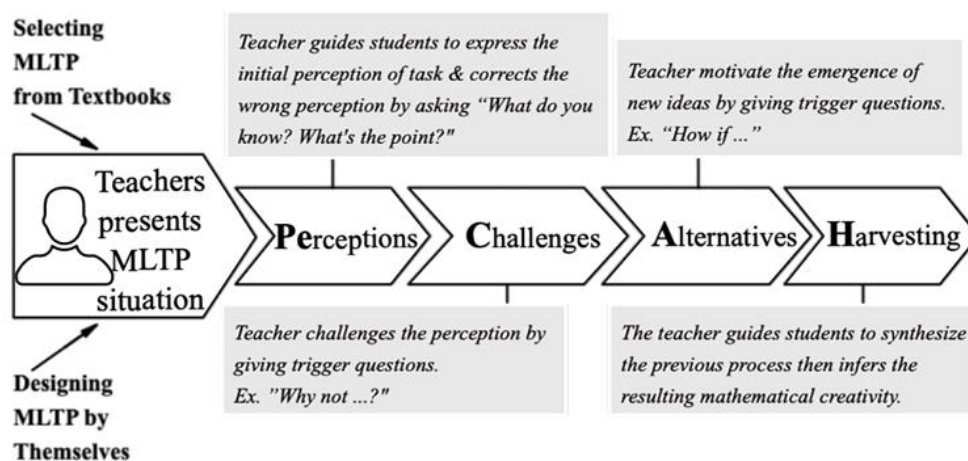 Selecting
MLTP
from Textbooks
Teacher guides students to express the
initial perception of task & corrects the
wrong perception by asking “What do you
know? What's the point?"
Teacher motivate the emergence of
new ideas by giving trigger questions.
Ex. “How if ...”
Teachers
presents
MLTP
situation
Perceptions
Challenges
Alternatives
Harvesting
Designing
MLTP by
Themselves
Teacher challenges the perception by
giving trigger questions.
Ex. ”Why not ...?"
The teacher guides students to synthesize
the previous process then infers the
resulting mathematical creativity.